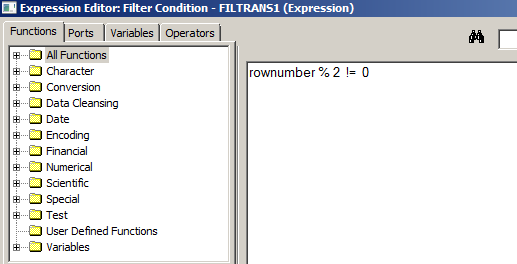 Expression Editor: Filter Condition - FILTRANS1 (Expression)
Functions Ports Variables Operators
All Functions
Character
Conversion
Data Cleansing
Date
Encoding
Financial
Numerical
Scientific
Special
Test
User Defined Functions
Variables
rownumber % 2 != 0